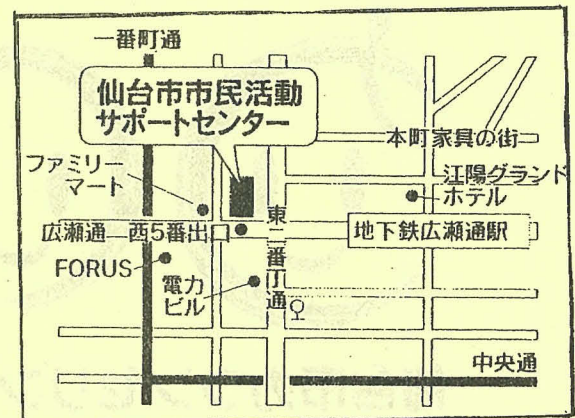 一番町通
仙台市市民活動
サポートセンター
本町家具の街
ファミリー
マート
江陽グランド
ホテル
広瀬通
西5番出口
地下鉄広瀬通駅
東二番丁通
FORUS
電力
ビル
中央通